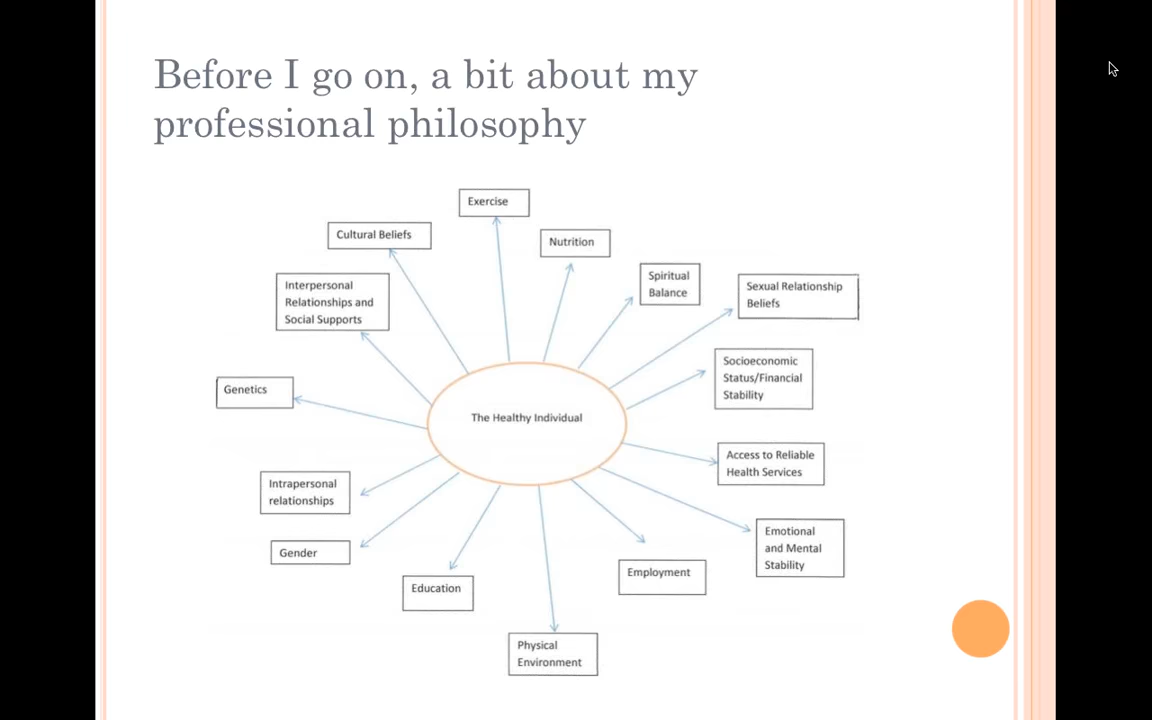 Before I go on, a bit about my
professional philosophy
Exercise
Cultural Beliefs
Nutrition
Interpersonal
Relationships and
Social Supports
Spiritual
Balance
Sexual Relationship
Beliefs
Socioeconomic
Status/Financial
Stability
Genetics
The Healthy Individual
Access to Reliable
Health Services
Intrapersonal
relationships
Emotional
and Mental
Stability
Gender
Education
Employment
Physical
Environment